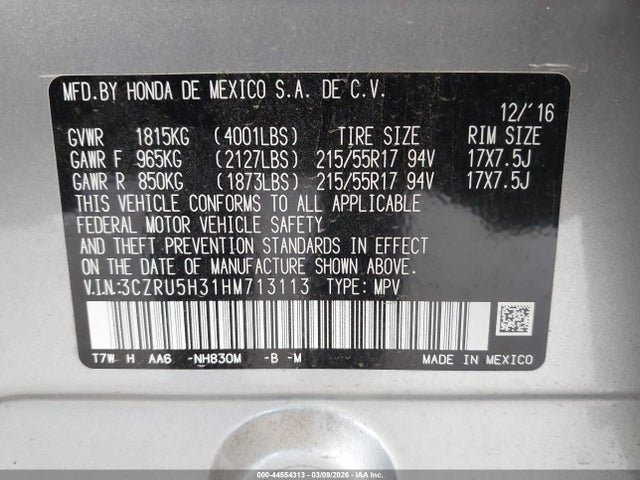 MFD.BY HONDA DE MEXICO S.A. DE C.V.
12/'16
GVWR 1815KG (4001LBS) TIRE SIZE RIM SIZE
GAWR F 965KG (2127LBS) 215/55R17 94V 17X7.5J
GAWR R 850KG (1873LBS) 215/55R17 94V 17X7.5J
THIS VEHICLE CONFORMS TO ALL APPLICABLE
FEDERAL MOTOR VEHICLE SAFETY
AND THEFT PREVENTION STANDARDS IN EFFECT
ON THE DATE OF MANUFACTURE SHOWN ABOVE.
V.I.N:3CZRU5H31HM713113 TYPE: MPV
T7W H AA6 -NH830M -B -M MADE IN MEXICO
000-44554313 - 03/09/2026 - IAA, Inc.